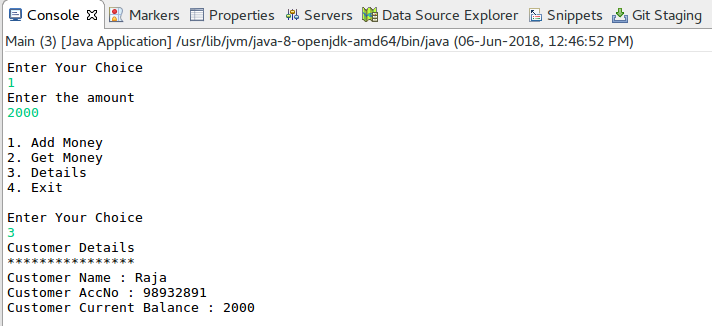 Console Markers Properties Servers Data Source Explorer Snippets Git Staging
Main (3) [Java Application] /usr/lib/jvm/java-8-openjdk-amd64/bin/java (06-Jun-2018, 12:46:52 PM)
Enter Your Choice
1
Enter the amount
2000
1. Add Money
2. Get Money
3. Details
4. Exit
Enter Your Choice
3
Customer Details
****************
Customer Name : Raja
Customer AccNo : 98932891
Customer Current Balance : 2000